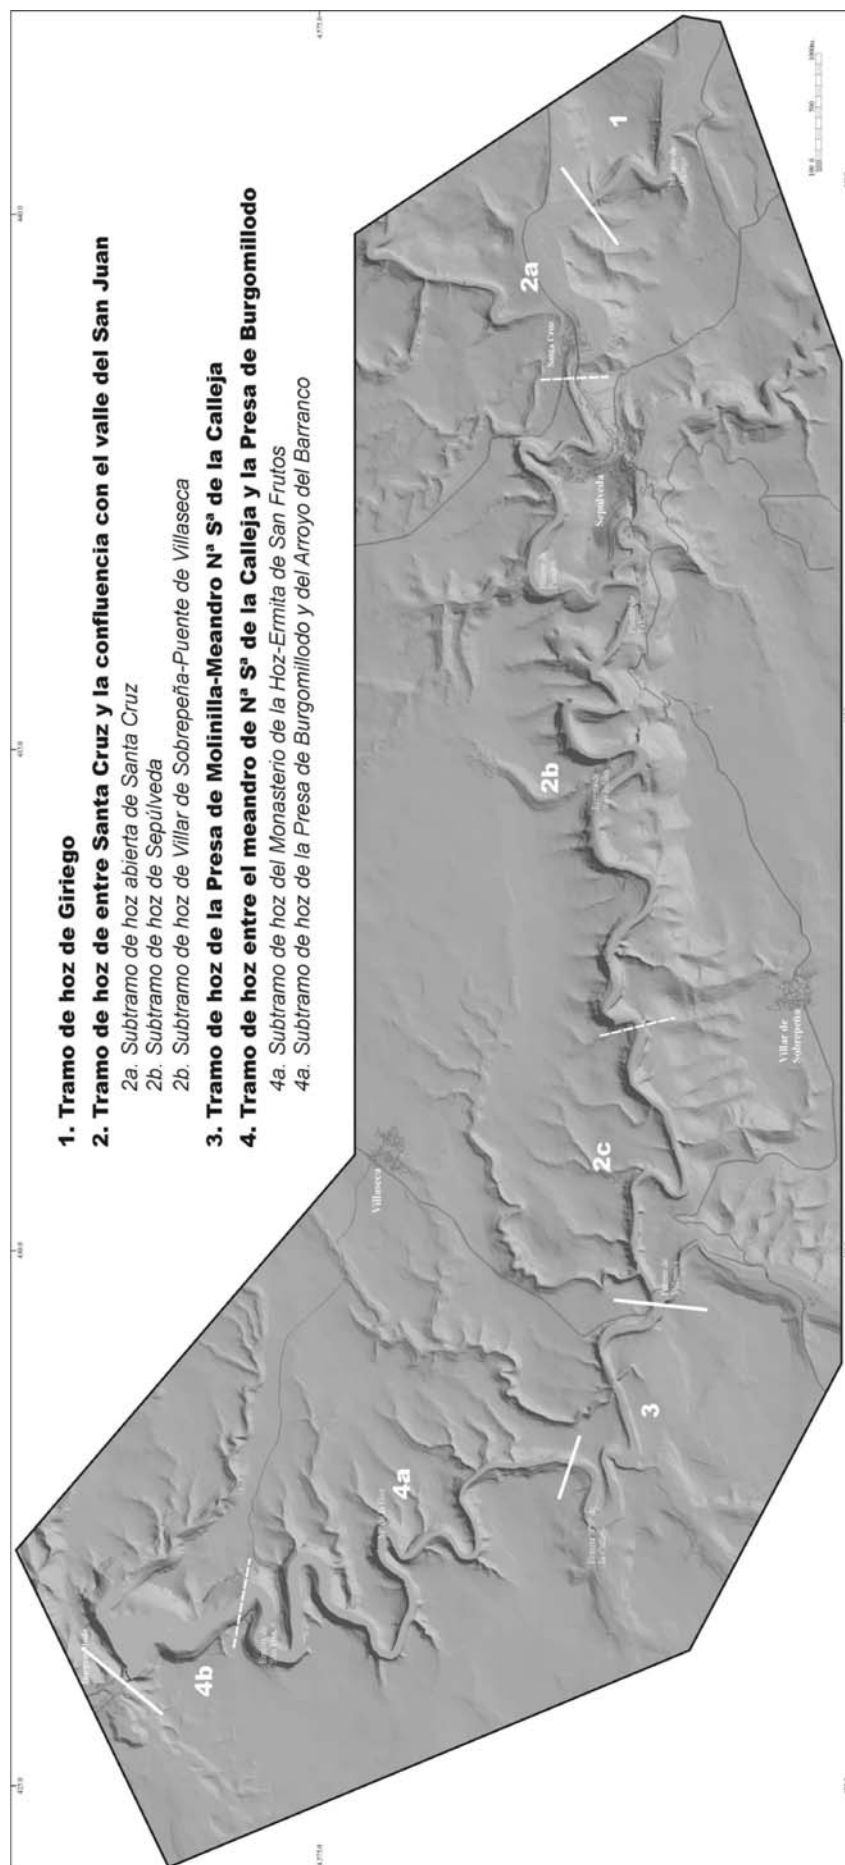 1. Tramo de hoz de Giriego
2. Tramo de hoz de entre Santa Cruz y la confluencia con el valle del San Juan
2a. Subtramo de hoz abierta de Santa Cruz
2b. Subtramo de hoz de Sepúlveda
2b. Subtramo de hoz de Villar de Sobrepeña-Puente de Villaseca
3. Tramo de hoz de la Presa de Molinilla-Meandro Nª Sª de la Calleja
4. Tramo de hoz entre el meandro de Nª Sª de la Calleja y la Presa de Burgomillodo
4a. Subtramo de hoz del Monasterio de la Hoz-Ermita de San Frutos
4a. Subtramo de hoz de la Presa de Burgomillodo y del Arroyo del Barranco
4b
4a
3
Villaseca
2c
Villar de
Sobrepeña
2b
Sepúlveda
Santa Cruz
2a
1